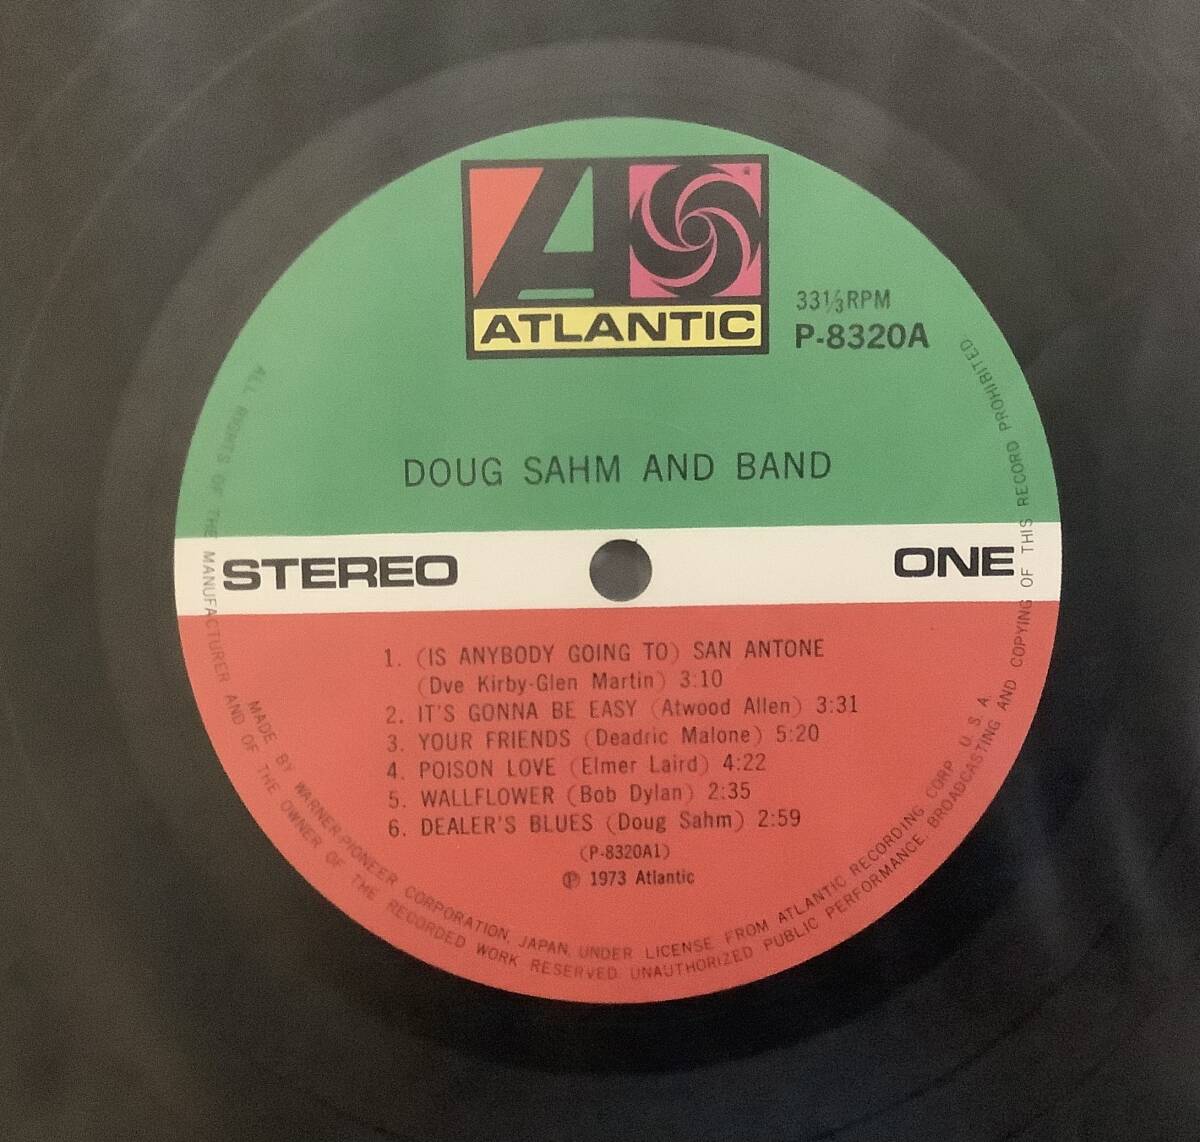 ATLANTIC
33 1/3 RPM
P-8320A
DOUG SAHM AND BAND
STEREO
ONE
1. (IS ANYBODY GOING TO) SAN ANTONE
(Dve Kirby-Glen Martin) 3:10
2. IT'S GONNA BE EASY (Atwood Allen) 3:31
3. YOUR FRIENDS (Deadric Malone) 5:20
4. POISON LOVE (Elmer Laird) 4:22
5. WALLFLOWER (Bob Dylan) 2:35
6. DEALER'S BLUES (Doug Sahm) 2:59
(P-8320A1)
Ⓟ 1973 Atlantic
MADE BY WARNER-PIONEER CORPORATION, JAPAN, UNDER LICENSE FROM ATLANTIC RECORDING CORP. U. S. A.
ALL RIGHTS OF THE MANUFACTURER AND OF THE OWNER OF THE RECORDED WORK RESERVED. UNAUTHORIZED PUBLIC PERFORMANCE, BROADCASTING AND COPYING OF THIS RECORD PROHIBITED.